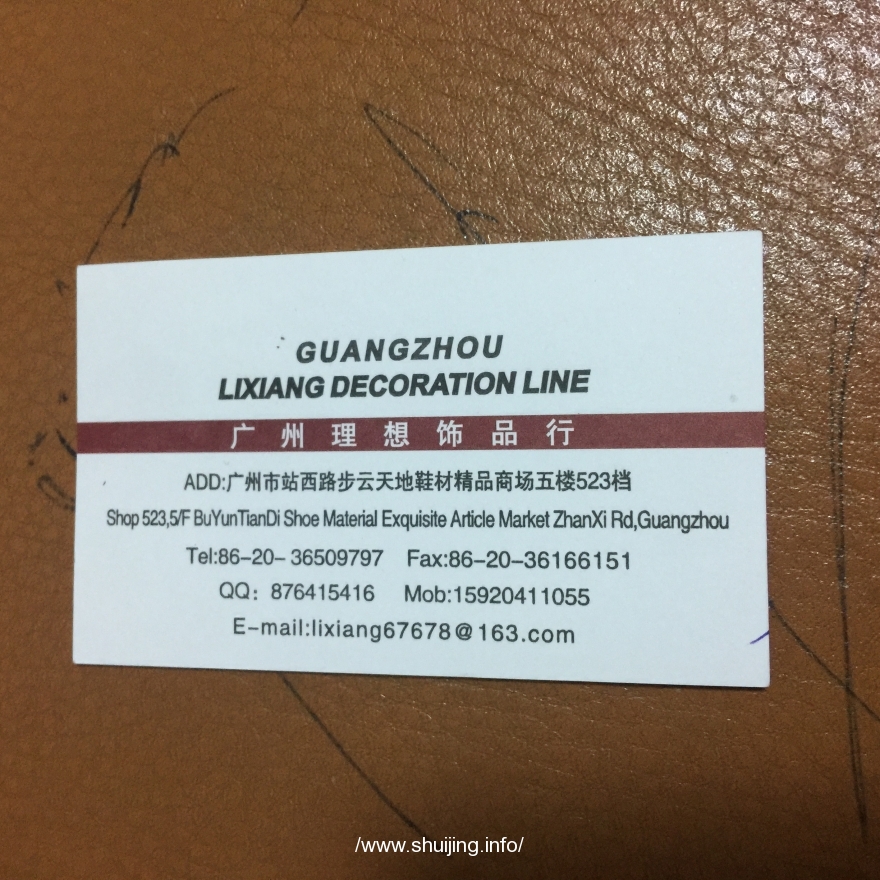 GUANGZHOU
LIXIANG DECORATION LINE
广州理想饰品行
ADD:广州市站西路步云天地鞋材精品商场五楼523档
Shop 523,5/F BuYunTianDi Shoe Material Exquisite Article Market ZhanXi Rd,Guangzhou
Tel:86-20- 36509797 Fax:86-20-36166151
QQ: 876415416 Mob:15920411055
E-mail:lixiang67678@163.com
/www.shuijing.info/